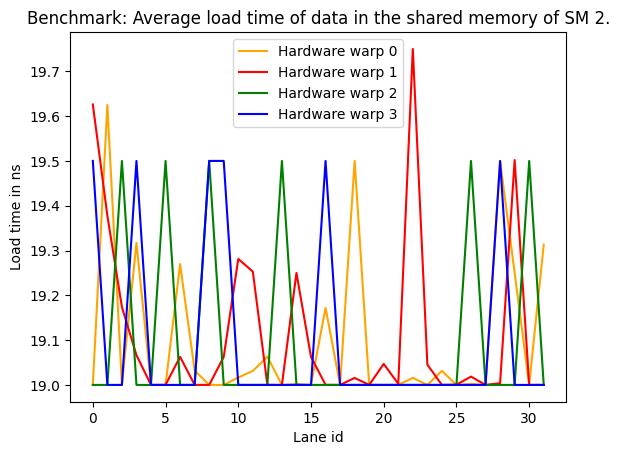 Benchmark: Average load time of data in the shared memory of SM 2.
Hardware warp 0
Hardware warp 1
Hardware warp 2
Hardware warp 3
Load time in ns
19.7
19.6
19.5
19.4
19.3
19.2
19.1
19.0
0 5 10 15 20 25 30
Lane id